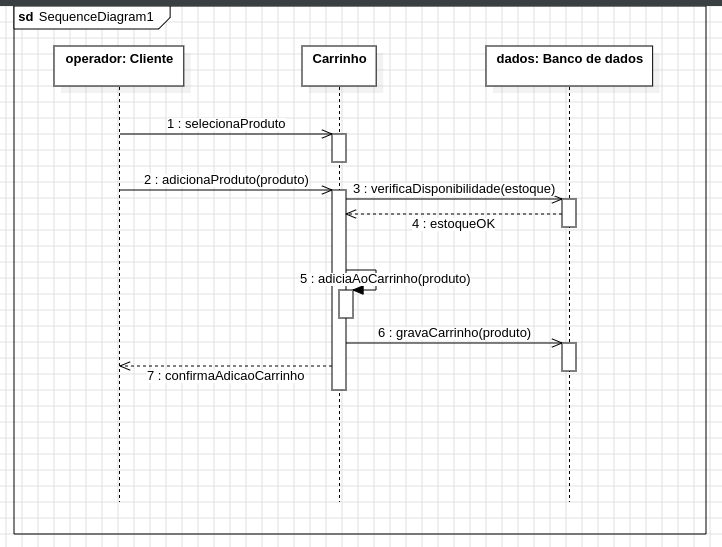 sd SequenceDiagram1
operador: Cliente
Carrinho
dados: Banco de dados
1 : selecionaProduto
2 : adicionaProduto(produto)
3 : verificaDisponibilidade(estoque)
4 : estoqueOK
5 : adiciaAoCarrinho(produto)
6 : gravaCarrinho(produto)
7 : confirmaAdicaoCarrinho